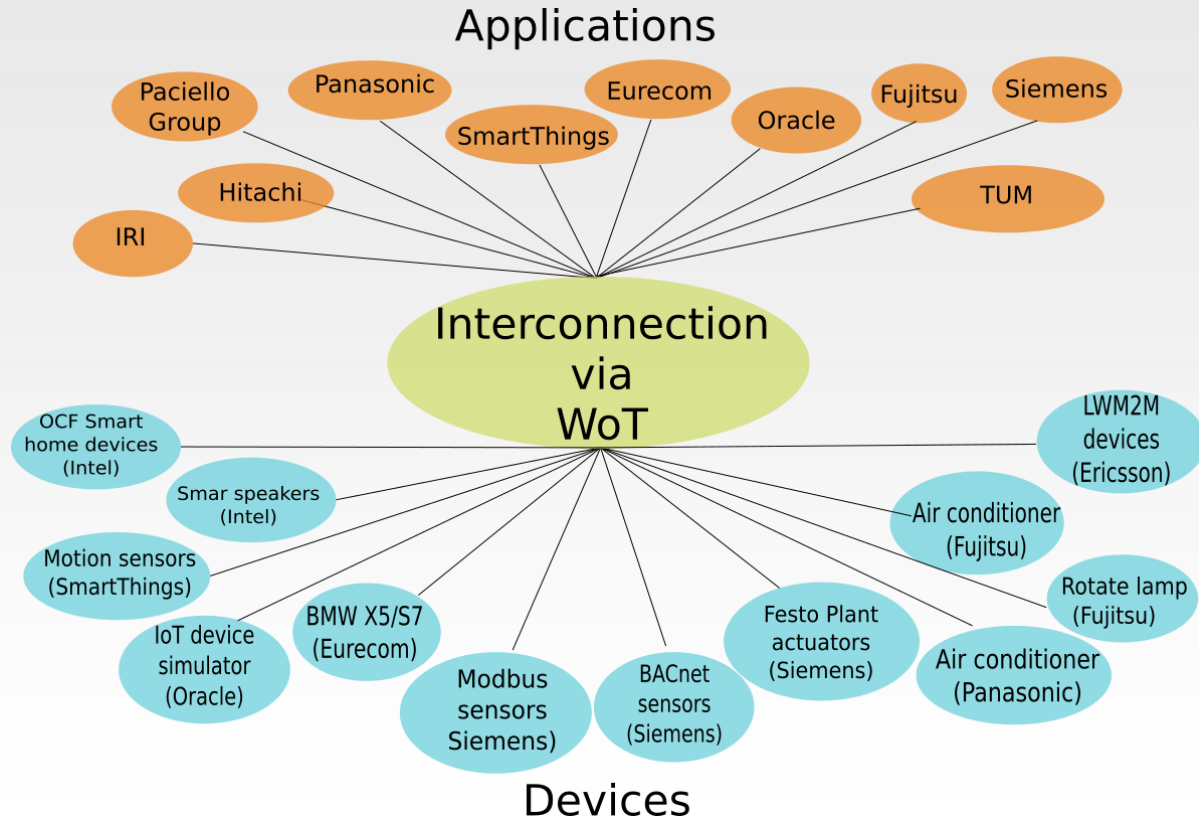 Applications
Paciello
Group
Panasonic
SmartThings
Eurecom
Oracle
Fujitsu
Siemens
Hitachi
TUM
IRI
Interconnection
via
WoT
OCF Smart
home devices
(Intel)
LWM2M
devices
(Ericsson)
Smar speakers
(Intel)
Air conditioner
(Fujitsu)
Motion sensors
(SmartThings)
Rotate lamp
(Fujitsu)
IoT device
simulator
(Oracle)
BMW X5/S7
(Eurecom)
Modbus
sensors
Siemens)
BACnet
sensors
(Siemens)
Festo Plant
actuators
(Siemens)
Air conditioner
(Panasonic)
Devices